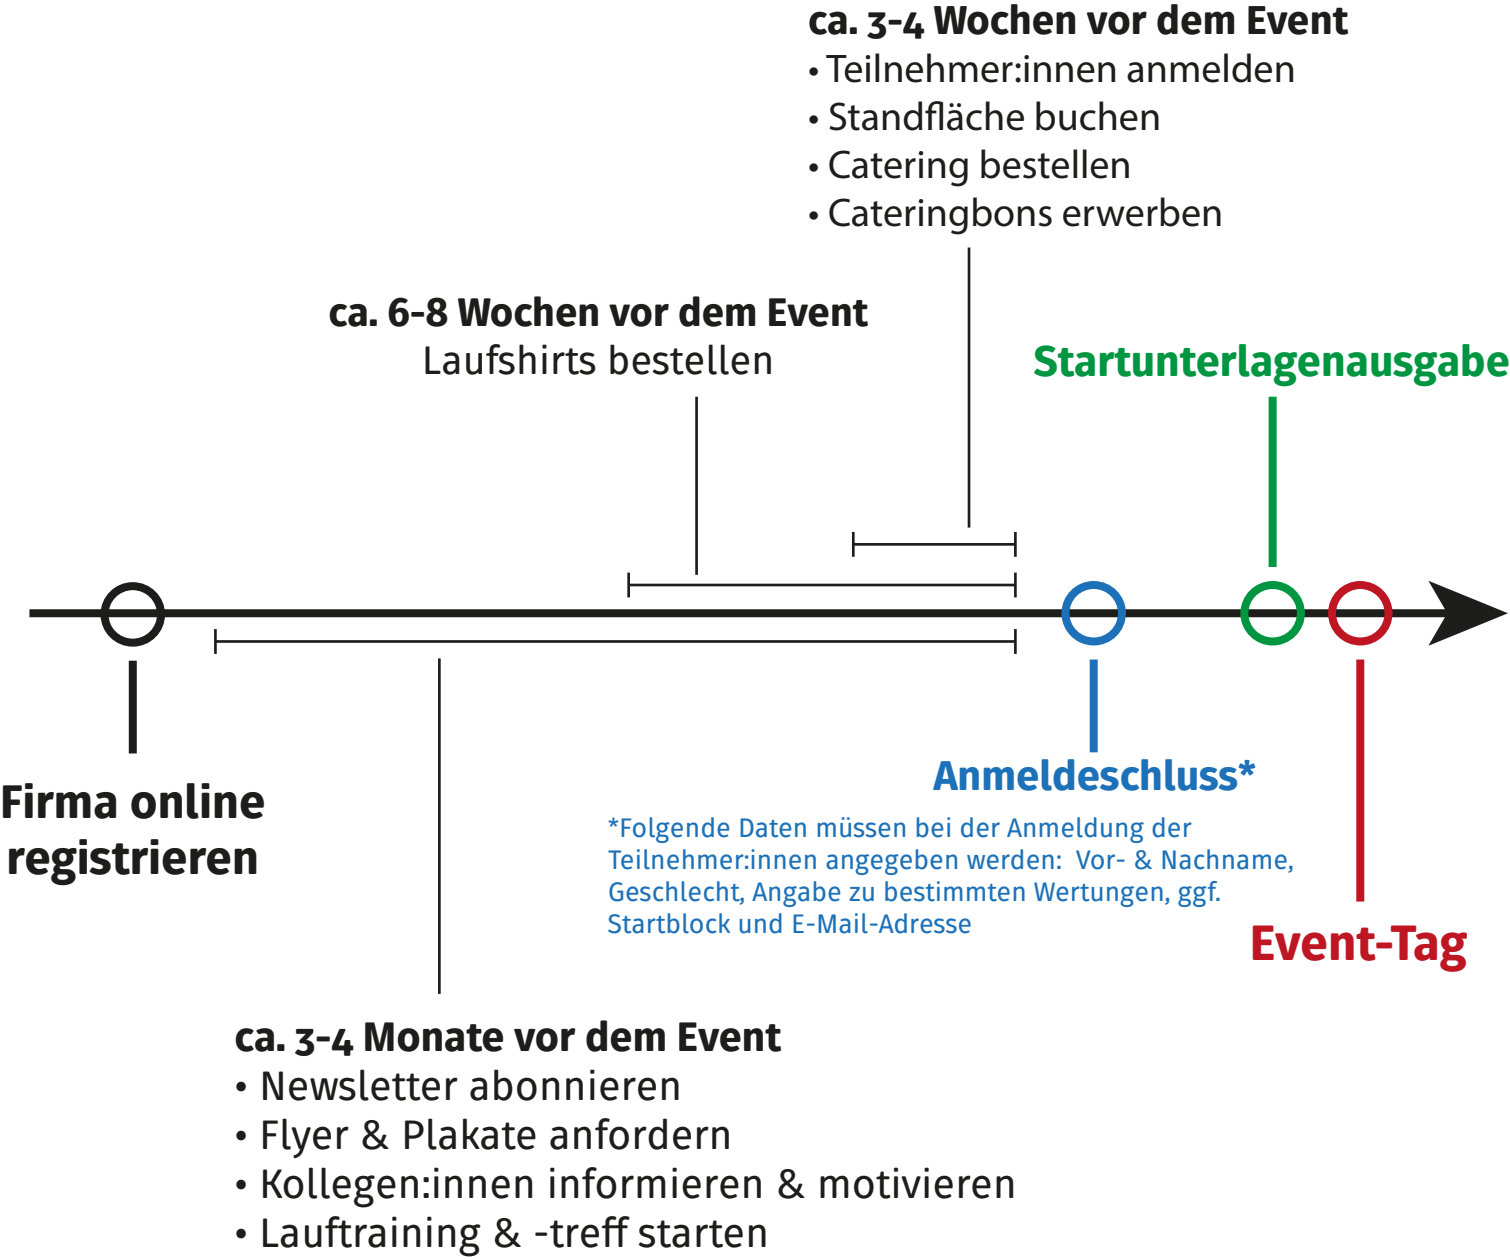 ca. 3-4 Wochen vor dem Event
• Teilnehmer:innen anmelden
• Standfläche buchen
• Catering bestellen
• Cateringbons erwerben
ca. 6-8 Wochen vor dem Event
Laufshirts bestellen
Startunterlagenausgabe
Firma online
registrieren
Anmeldeschluss*
*Folgende Daten müssen bei der Anmeldung der
Teilnehmer:innen angegeben werden: Vor- & Nachname,
Geschlecht, Angabe zu bestimmten Wertungen, ggf.
Startblock und E-Mail-Adresse
Event-Tag
ca. 3-4 Monate vor dem Event
• Newsletter abonnieren
• Flyer & Plakate anfordern
• Kollegen:innen informieren & motivieren
• Lauftraining & -treff starten